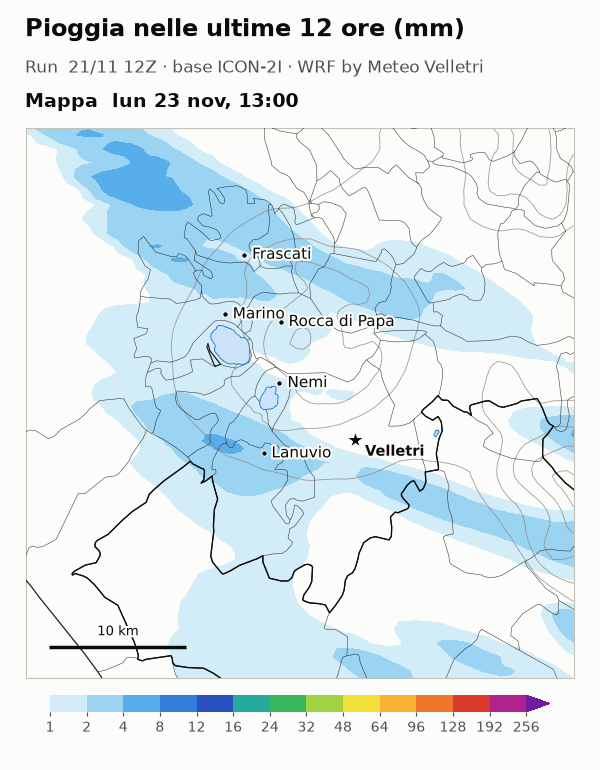 Pioggia nelle ultime 12 ore (mm)
Run  21/11 12Z · base ICON-2I · WRF by Meteo Velletri
Mappa  lun 23 nov, 13:00
Frascati
Marino
Rocca di Papa
Nemi
Velletri
Lanuvio
10 km
1 2 4 8 12 16 24 32 48 64 96 128 192 256